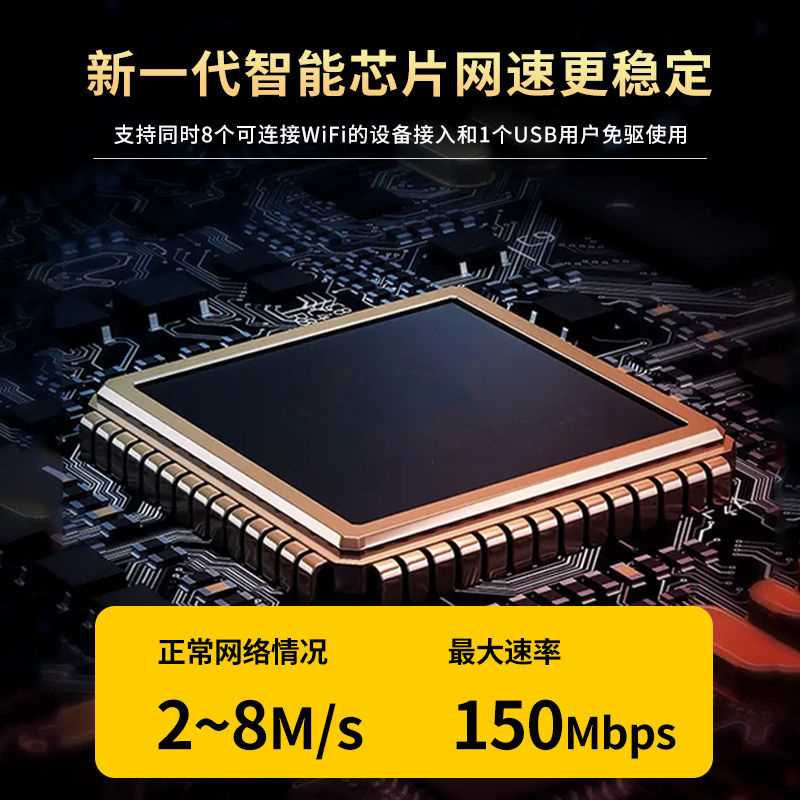 新一代智能芯片网速更稳定
支持同时8个可连接WiFi的设备接入和1个USB用户免驱使用
正常网络情况
最大速率
2~8M/s
150Mbps